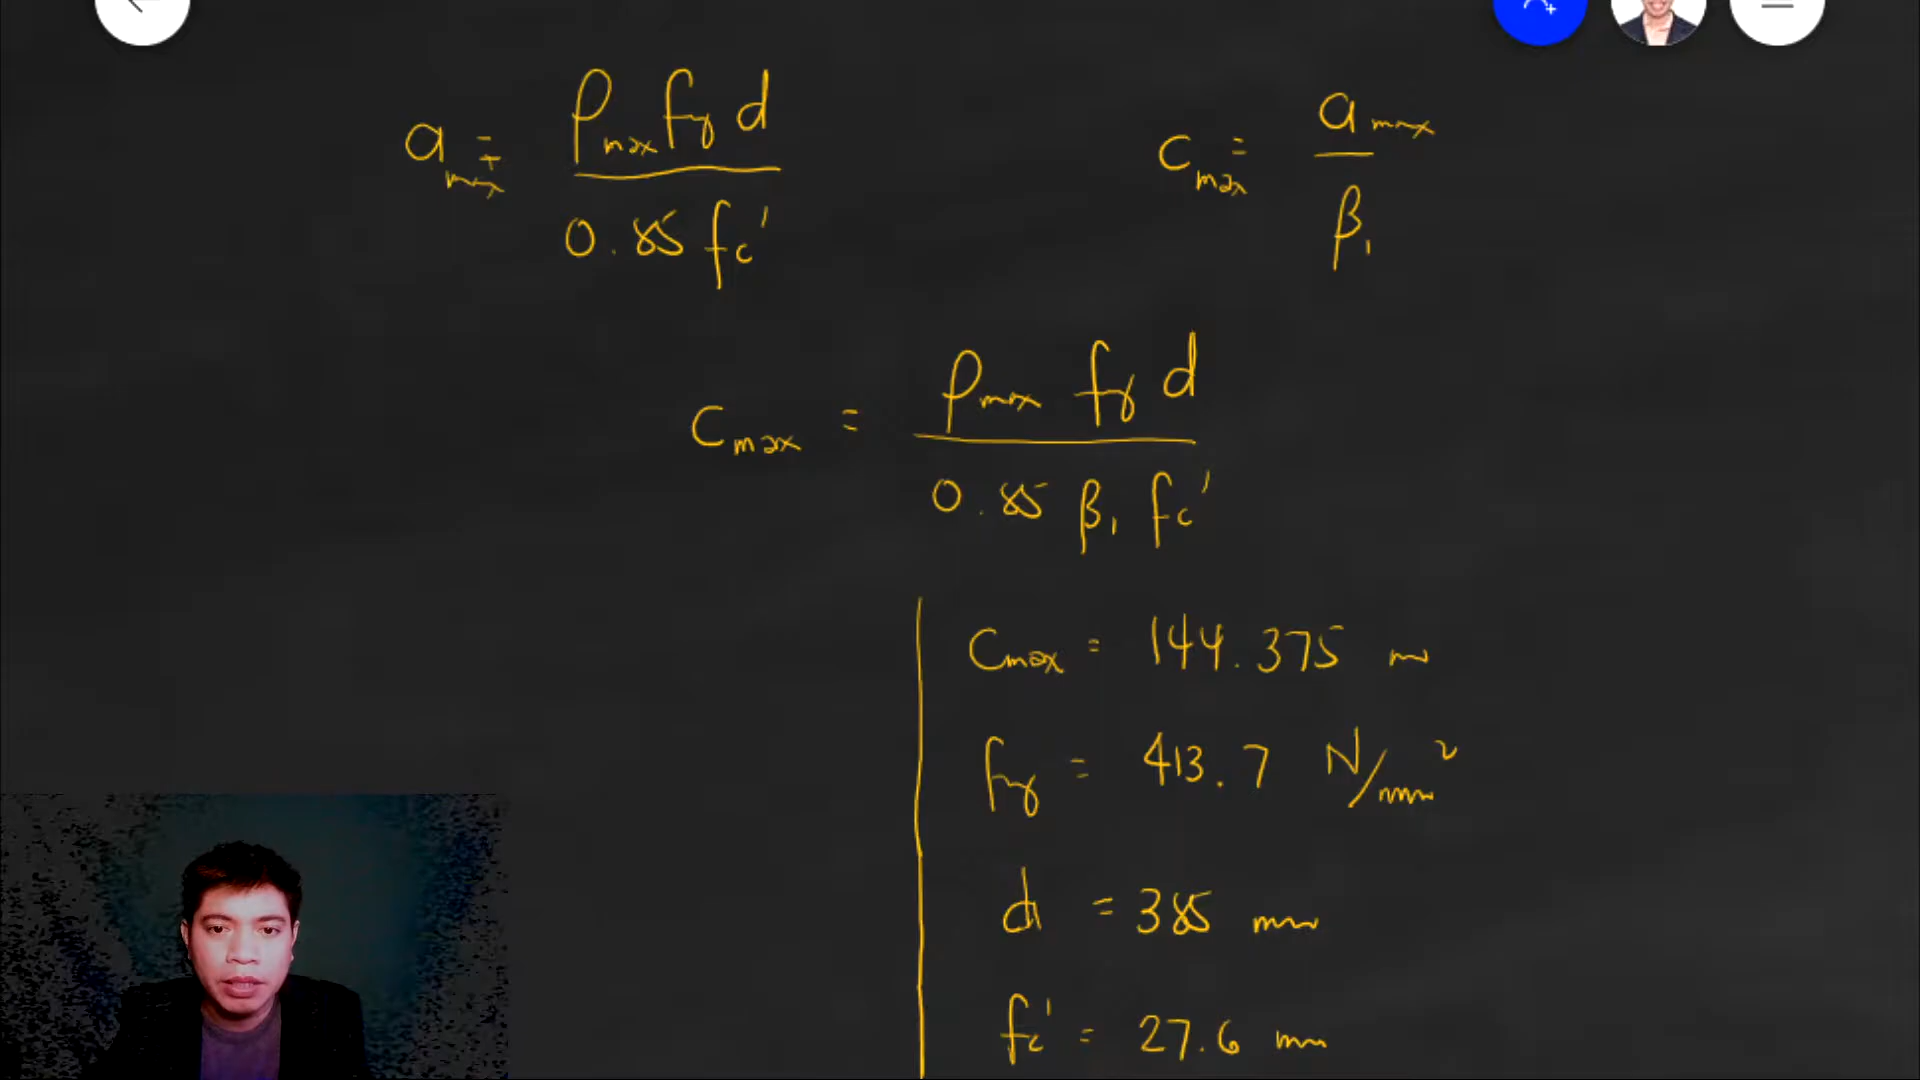 a_max = ρ_max fy d / 0.85 fc'
c_max = a_max / β₁
c_max = ρ_max fy d / 0.85 β₁ fc'
c_max = 144.375 m
fy = 413.7 N/mm²
d = 385 mm
fc' = 27.6 mm